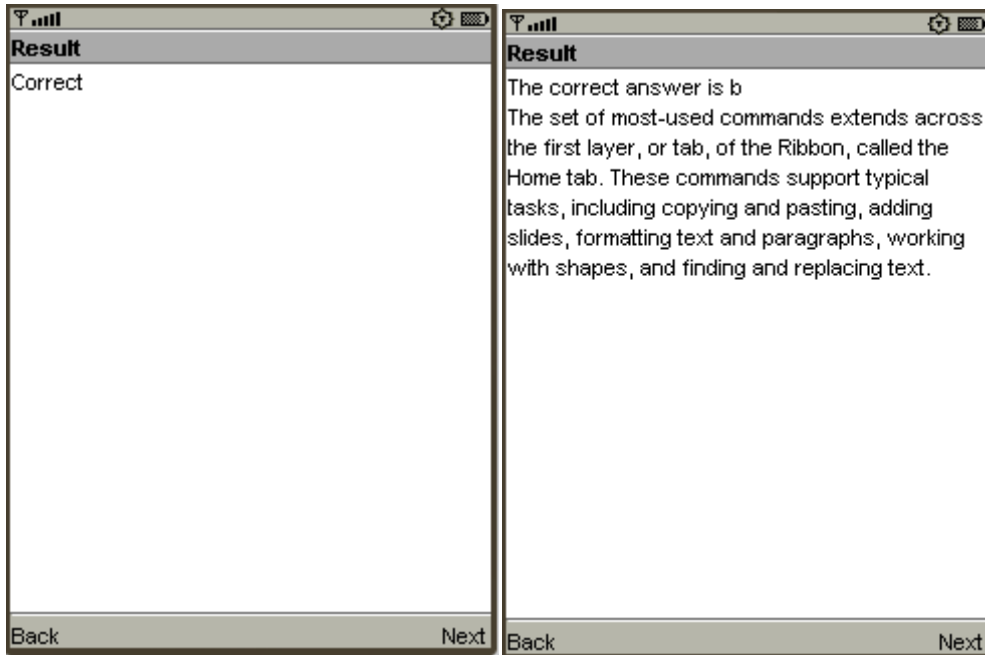 Result
Correct
Back Next
Result
The correct answer is b
The set of most-used commands extends across
the first layer, or tab, of the Ribbon, called the
Home tab. These commands support typical
tasks, including copying and pasting, adding
slides, formatting text and paragraphs, working
with shapes, and finding and replacing text.
Back Next